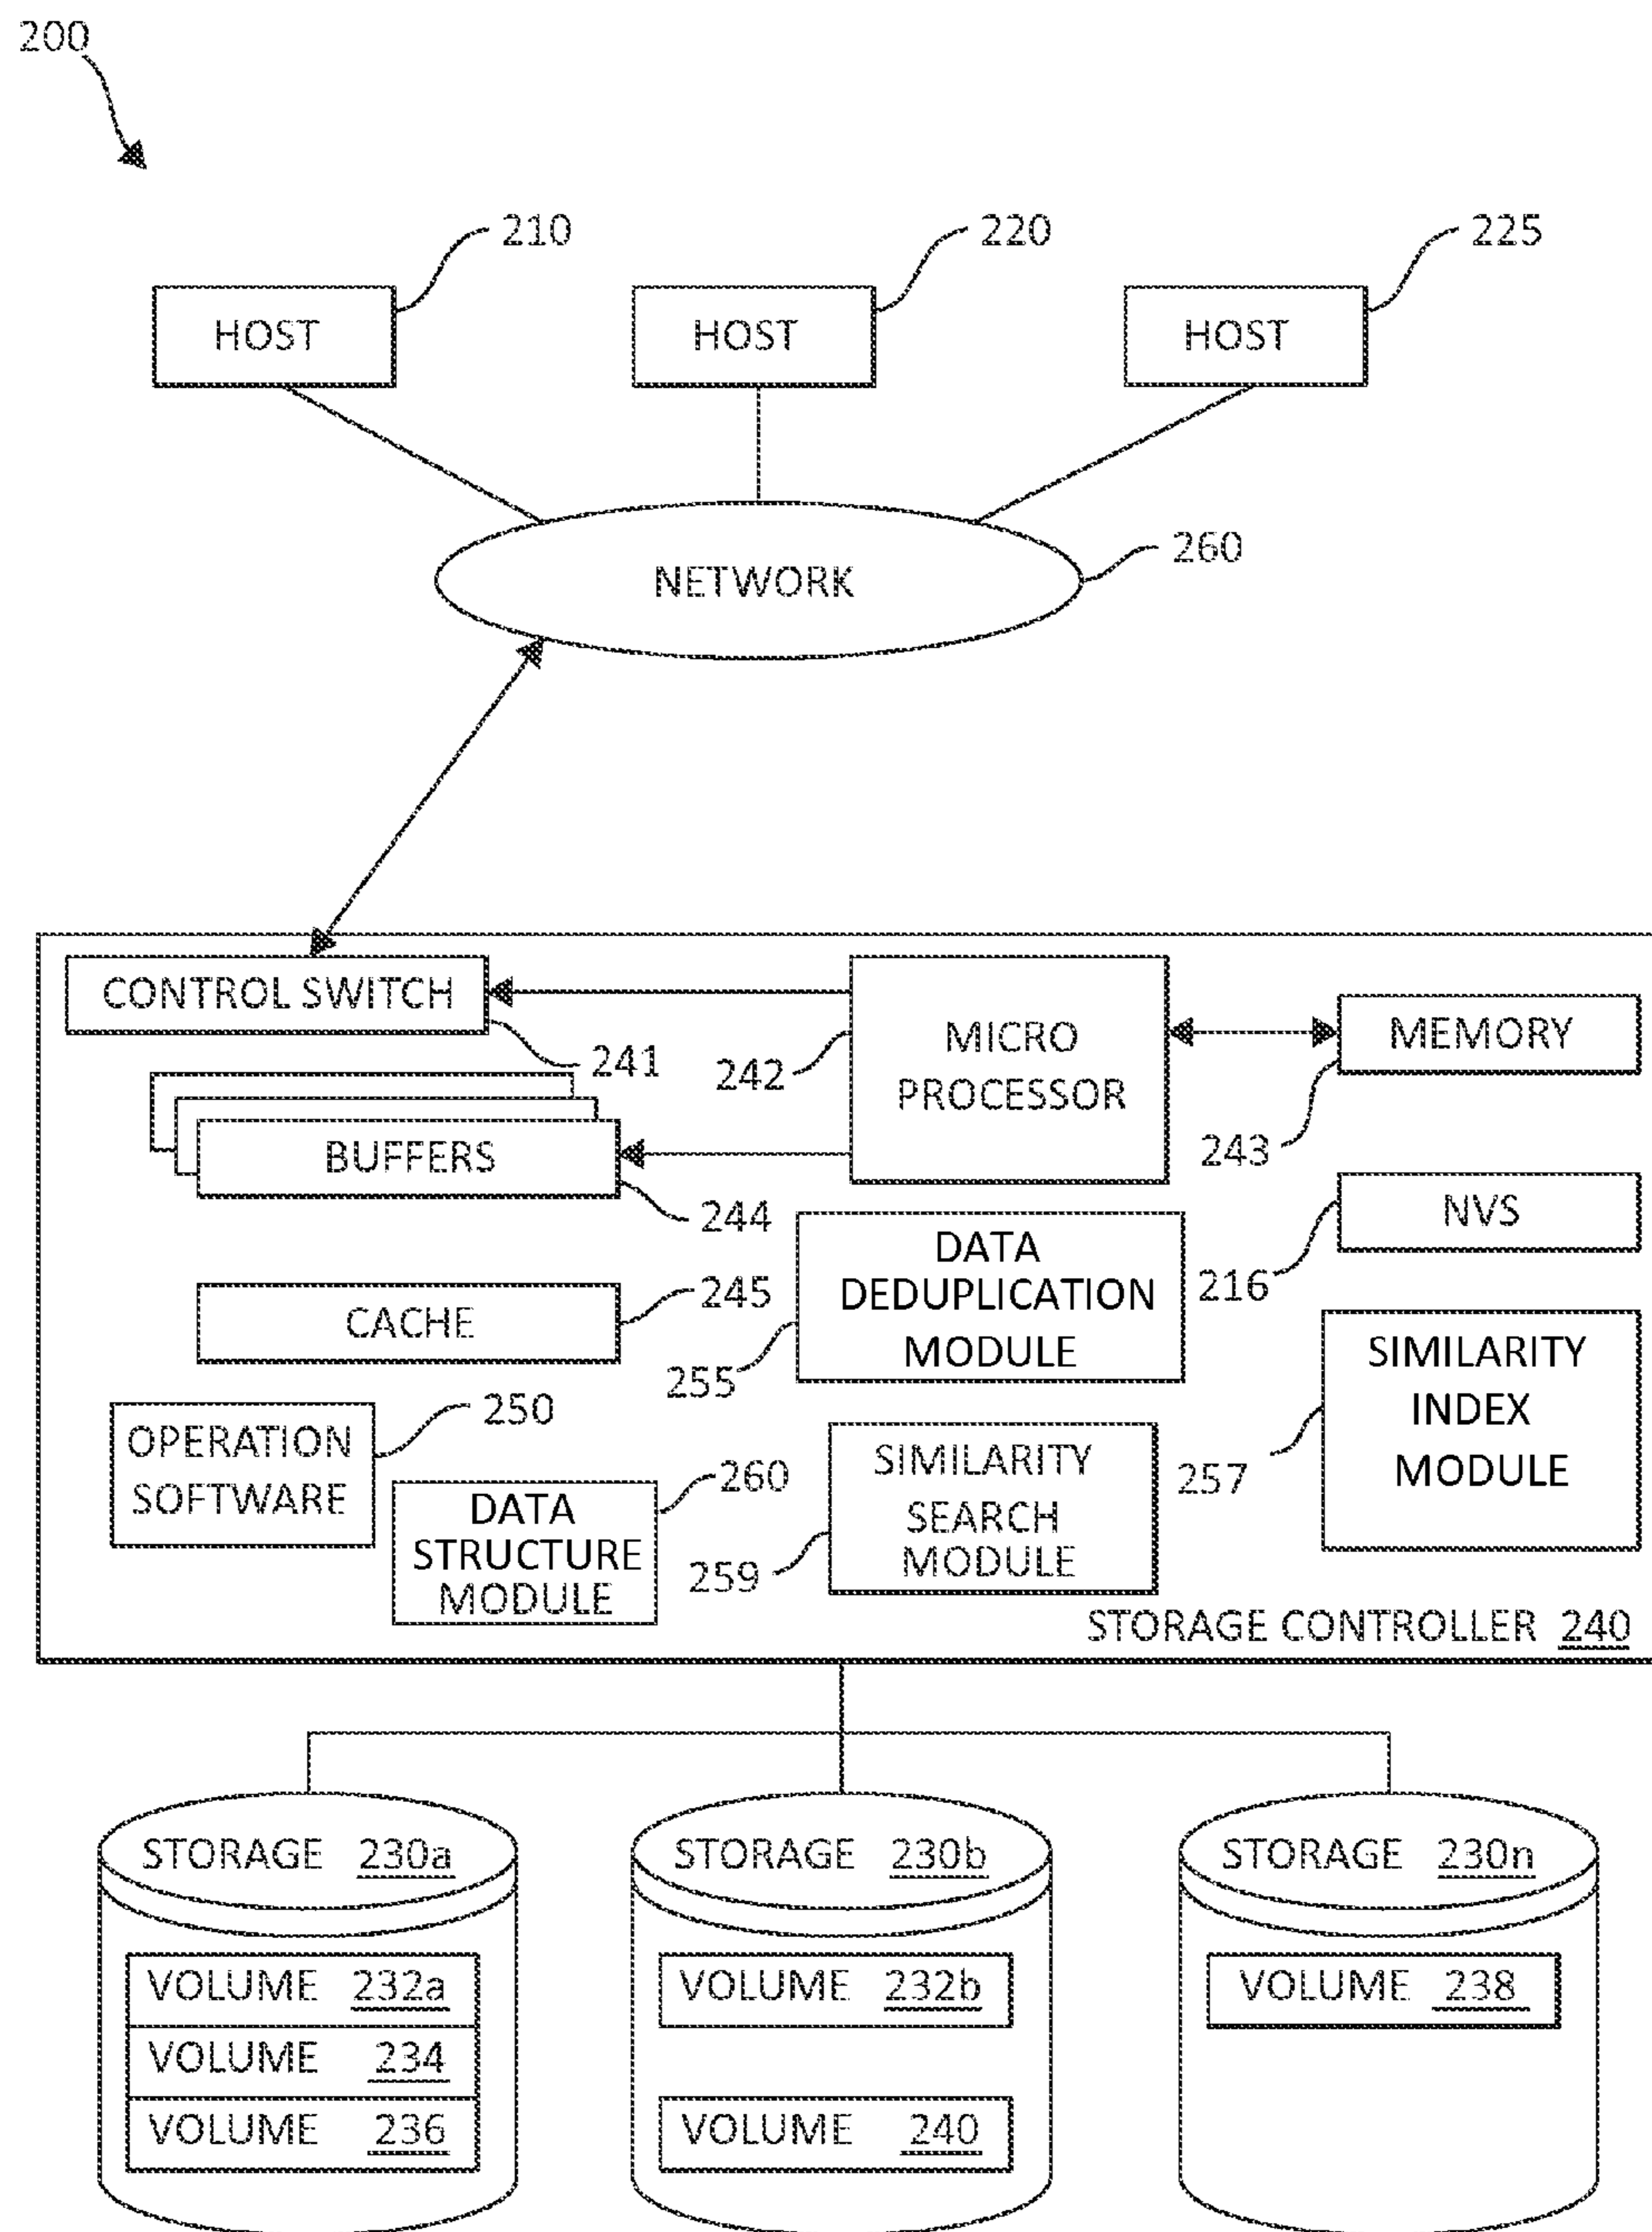 200
210
220
225
HOST
HOST
HOST
260
NETWORK
CONTROL SWITCH
241
242
MICRO
PROCESSOR
MEMORY
243
BUFFERS
244
NVS
216
DATA
DEDUPLICATION
MODULE
255
CACHE
245
SIMILARITY
INDEX
MODULE
257
OPERATION
SOFTWARE
250
DATA
STRUCTURE
MODULE
260
SIMILARITY
SEARCH
MODULE
259
STORAGE CONTROLLER 240
STORAGE 230a
STORAGE 230b
STORAGE 230n
VOLUME 232a
VOLUME 234
VOLUME 236
VOLUME 232b
VOLUME 240
VOLUME 238